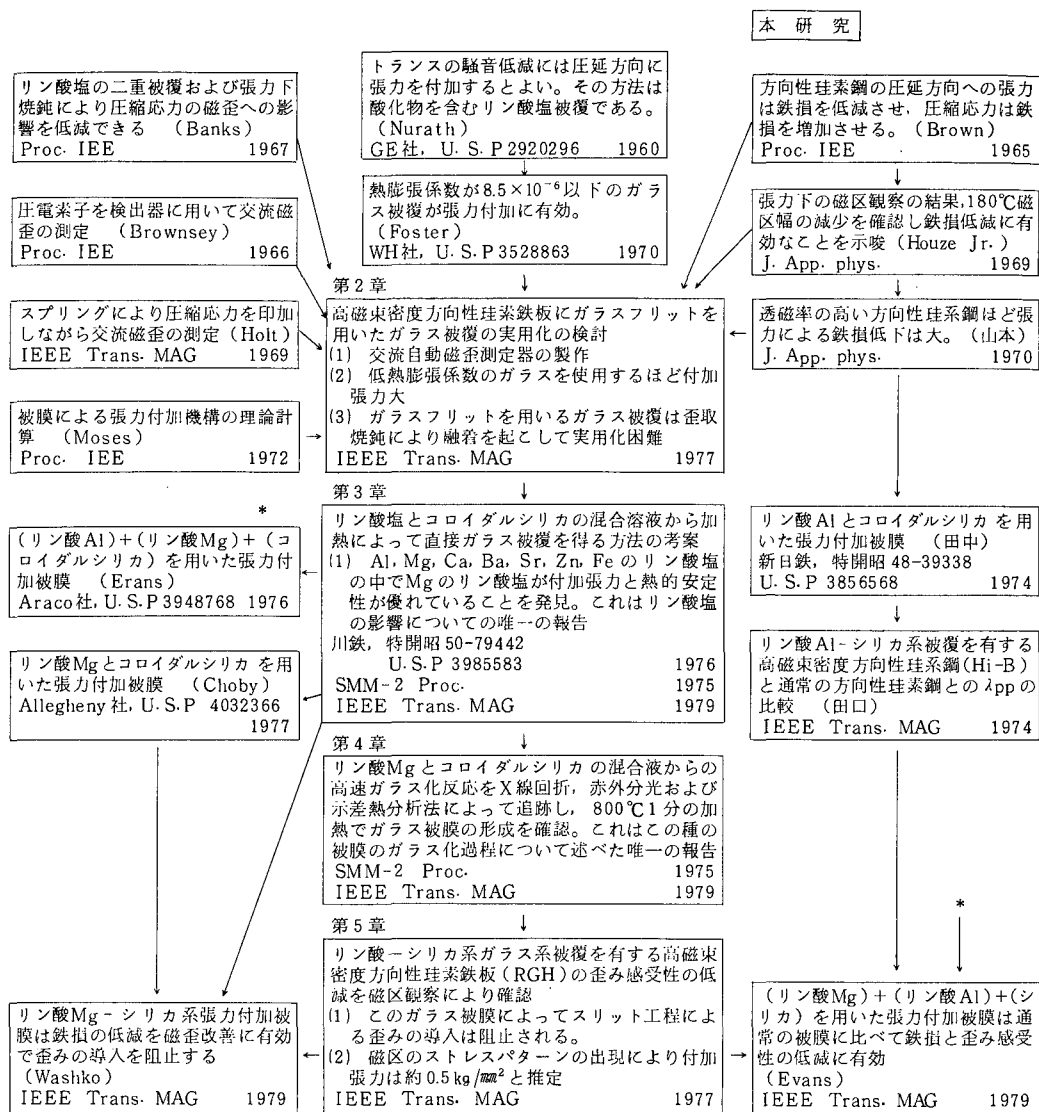 本研究
リン酸塩の二重被覆および張力下
焼鈍により圧縮応力の磁歪への影
響を低減できる (Banks)
Proc. IEE 1967
圧電素子を検出器に用いて交流磁
歪の測定 (Brownsey)
Proc. IEE 1966
スプリングにより圧縮応力を印加
しながら交流磁歪の測定(Holt)
IEEE Trans. MAG 1969
被膜による張力付加機構の理論計
算 (Moses)
Proc. IEE 1972
トランスの騒音低減には圧延方向に
張力を付加するとよい。その方法は
酸化物を含むリン酸塩被覆である。
(Nurath)
GE社, U. S. P 2920296 1960
熱膨張係数が8.5×10⁻⁶以下のガラ
ス被覆が張力付加に有効。
(Foster)
WH社, U. S. P 3528863 1970
方向性珪素鋼の圧延方向への張力
は鉄損を低減させ, 圧縮応力は鉄
損を増加させる。(Brown)
Proc. IEE 1965
張力下の磁区観察の結果, 180℃磁
区幅の減少を確認し鉄損低減に有
効なことを示唆 (Houze Jr.)
J. App. phys. 1969
透磁率の高い方向性珪系鋼ほど張
力による鉄損低下は大。(山本)
J. App. phys. 1970
第2章
高磁束密度方向性珪素鉄板にガラスフリットを
用いたガラス被覆の実用化の検討
(1) 交流自動磁歪測定器の製作
(2) 低熱膨張係数のガラスを使用するほど付加
張力大
(3) ガラスフリットを用いるガラス被覆は歪取
焼鈍により融着を起こして実用化困難
IEEE Trans. MAG 1977
第3章
リン酸塩とコロイダルシリカの混合溶液から加
熱によって直接ガラス被覆を得る方法の考案
(1) Al, Mg, Ca, Ba, Sr, Zn, Feのリン酸塩
の中でMgのリン酸塩が付加張力と熱的安定
性が優れていることを発見。これはリン酸塩
の影響についての唯一の報告
川鉄, 特開昭50-79442
U. S. P 3985583 1976
SMM-2 Proc. 1975
IEEE Trans. MAG 1979
*
(リン酸Al)+(リン酸Mg)+(コ
ロイダルシリカ)を用いた張力付
加被膜 (Erans)
Araco社, U. S. P 3948768 1976
リン酸Mgとコロイダルシリカを用
いた張力付加被膜 (Choby)
Allegheny社, U. S. P 4032366
1977
リン酸Alとコロイダルシリカを用
いた張力付加被膜 (田中)
新日鉄, 特開昭48-39338
U. S. P 3856568 1974
リン酸Al-シリカ系被覆を有する
高磁束密度方向性珪系鋼(Hi-B)
と通常の方向性珪素鋼とのλppの
比較 (田口)
IEEE Trans. MAG 1974
第4章
リン酸Mgとコロイダルシリカの混合液からの
高速ガラス化反応をX線回折, 赤外分光および
示差熱分析法によって追跡し, 800℃1分の加
熱でガラス被膜の形成を確認。これはこの種の
被膜のガラス化過程について述べた唯一の報告
SMM-2 Proc. 1975
IEEE Trans. MAG 1979
第5章
リン酸-シリカ系ガラス系被覆を有する高磁束
密度方向性珪素鉄板(RGH)の歪み感受性の低
減を磁区観察により確認
(1) このガラス被膜によってスリット工程によ
る歪みの導入は阻止される。
(2) 磁区のストレスパターンの出現により付加
張力は約0.5kg/mm²と推定
IEEE Trans. MAG 1977
リン酸Mg-シリカ系張力付加被
膜は鉄損の低減を磁歪改善に有効
で歪みの導入を阻止する
(Washko)
IEEE Trans. MAG 1979
*
(リン酸Mg)+(リン酸Al)+(シ
リカ)を用いた張力付加被膜は通
常の被膜に比べて鉄損と歪み感受
性の低減に有効
(Evans)
IEEE Trans. MAG 1979